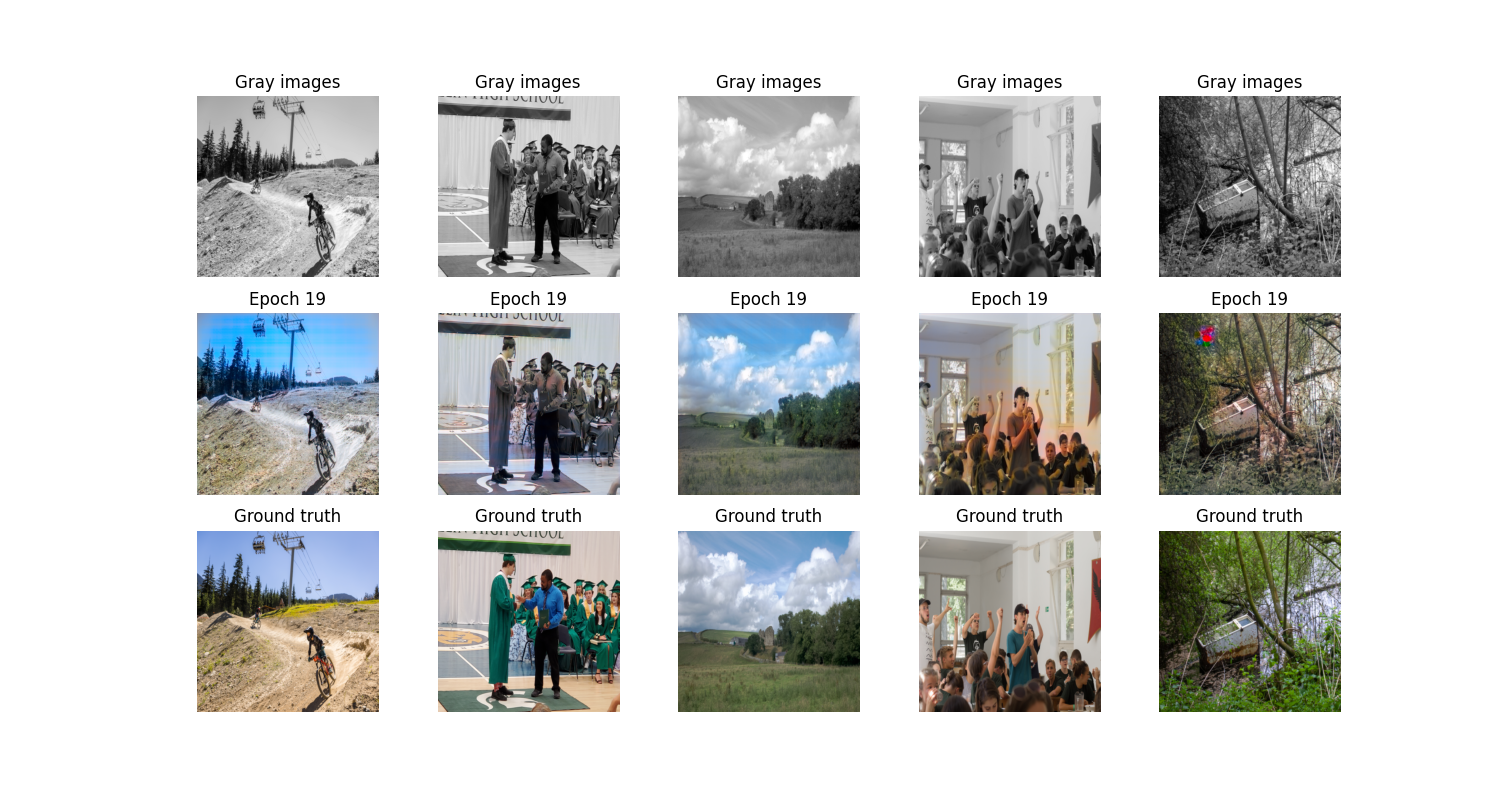 Gray images Gray images Gray images Gray images Gray images
HIGH SCHOOL
Epoch 19 Epoch 19 Epoch 19 Epoch 19 Epoch 19
HIGH SCHOOL
Ground truth Ground truth Ground truth Ground truth Ground truth
HIGH SCHOOL